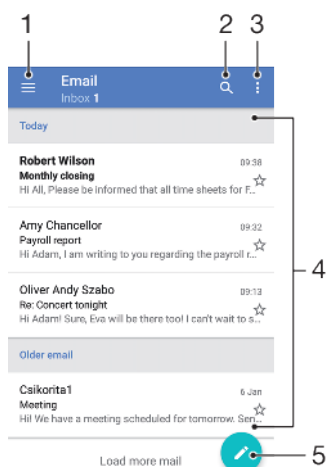 1 2 3
Email
Inbox 1
Today
Robert Wilson 09:38
Monthly closing
Hi All, Please be informed that all time sheets for F...
Amy Chancellor 09:32
Payroll report
Hi Adam, I am writing to you regarding the payroll r...
4
Oliver Andy Szabo 09:13
Re: Concert tonight
Hi Adam! Sure, Eva will be there too! I can't wait to s...
Older email
Csikorita1 6 Jan
Meeting
Hi! We have a meeting scheduled for tomorrow. Sen...
Load more mail 5